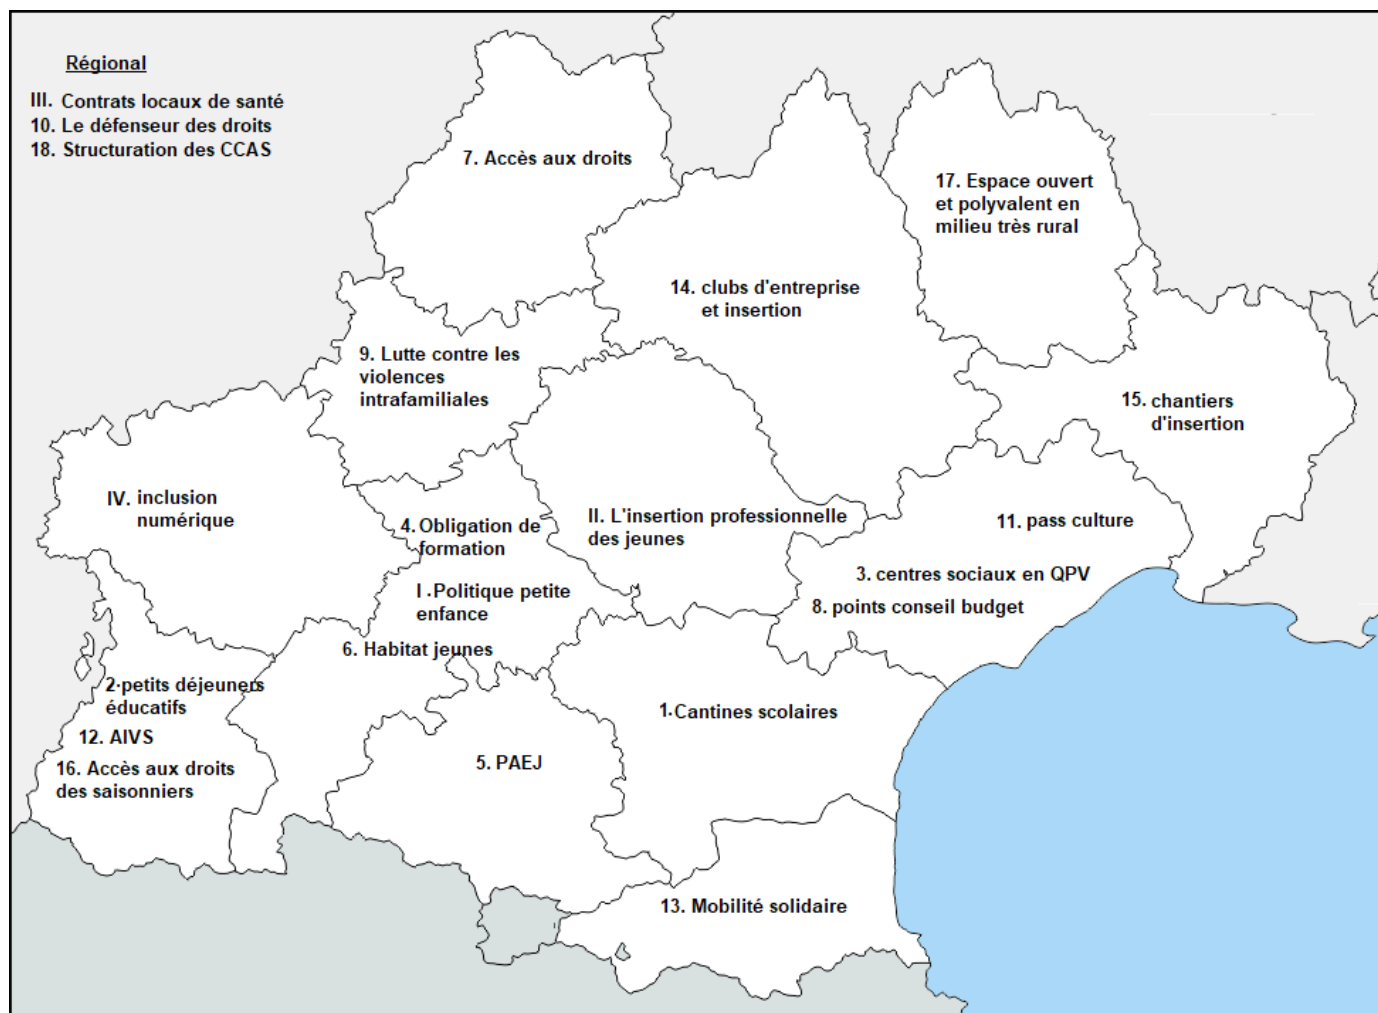 Régional
III. Contrats locaux de santé
10. Le défenseur des droits
18. Structuration des CCAS
7. Accès aux droits
17. Espace ouvert
et polyvalent en
milieu très rural
14. clubs d'entreprise
et insertion
9. Lutte contre les
violences
intrafamiliales
15. chantiers
d'insertion
IV. inclusion
numérique
4. Obligation de
formation
II. L'insertion professionnelle
des jeunes
11. pass culture
I .Politique petite
enfance
3. centres sociaux en QPV
8. points conseil budget
6. Habitat jeunes
2-petits déjeuners
éducatifs
12. AIVS
16. Accès aux droits
des saisonniers
1.Cantines scolaires
5. PAEJ
13. Mobilité solidaire